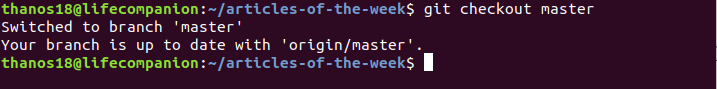 thanos18@lifecompanion:~/articles-of-the-week$ git checkout master
Switched to branch 'master'
Your branch is up to date with 'origin/master'.
thanos18@lifecompanion:~/articles-of-the-week$